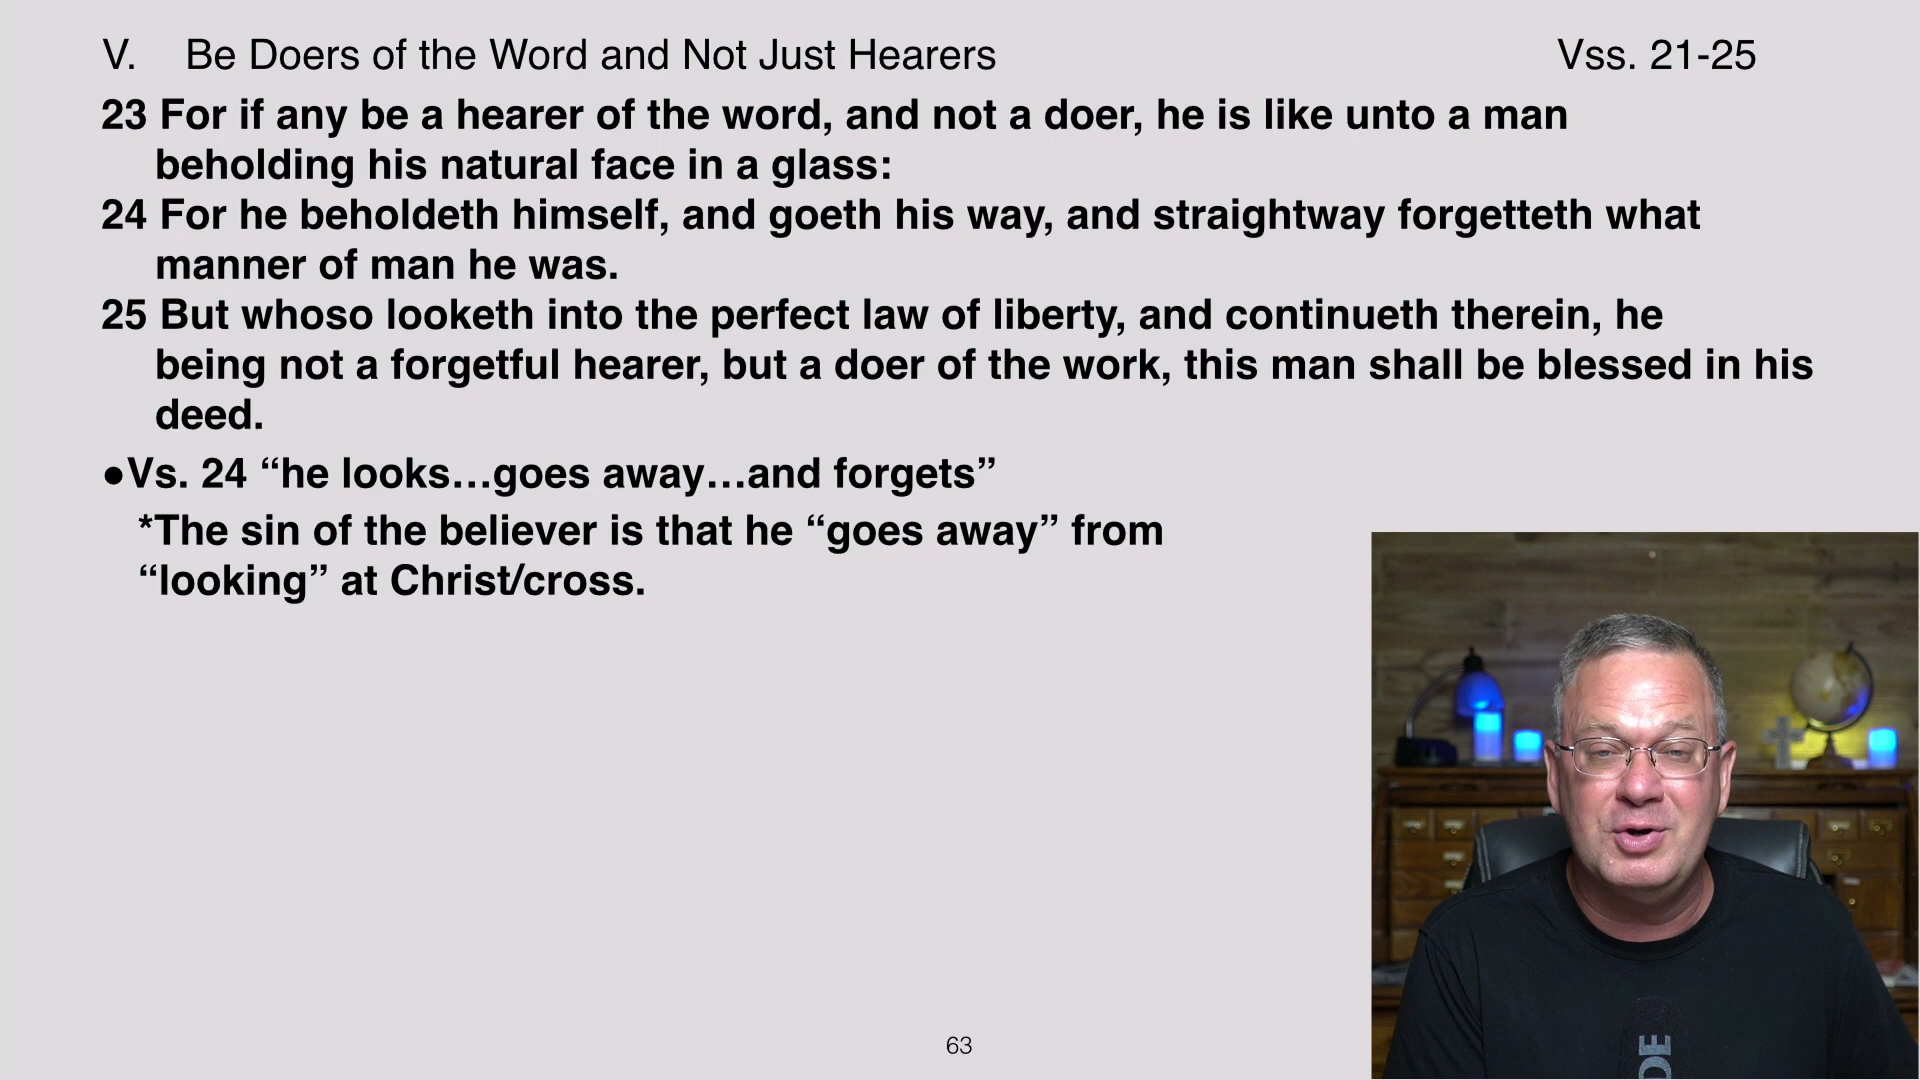 V. Be Doers of the Word and Not Just Hearers Vss. 21-25
23 For if any be a hearer of the word, and not a doer, he is like unto a man
beholding his natural face in a glass:
24 For he beholdeth himself, and goeth his way, and straightway forgetteth what
manner of man he was.
25 But whoso looketh into the perfect law of liberty, and continueth therein, he
being not a forgetful hearer, but a doer of the work, this man shall be blessed in his
deed.
●Vs. 24 “he looks…goes away…and forgets”
*The sin of the believer is that he “goes away” from
“looking” at Christ/cross.
DE
63